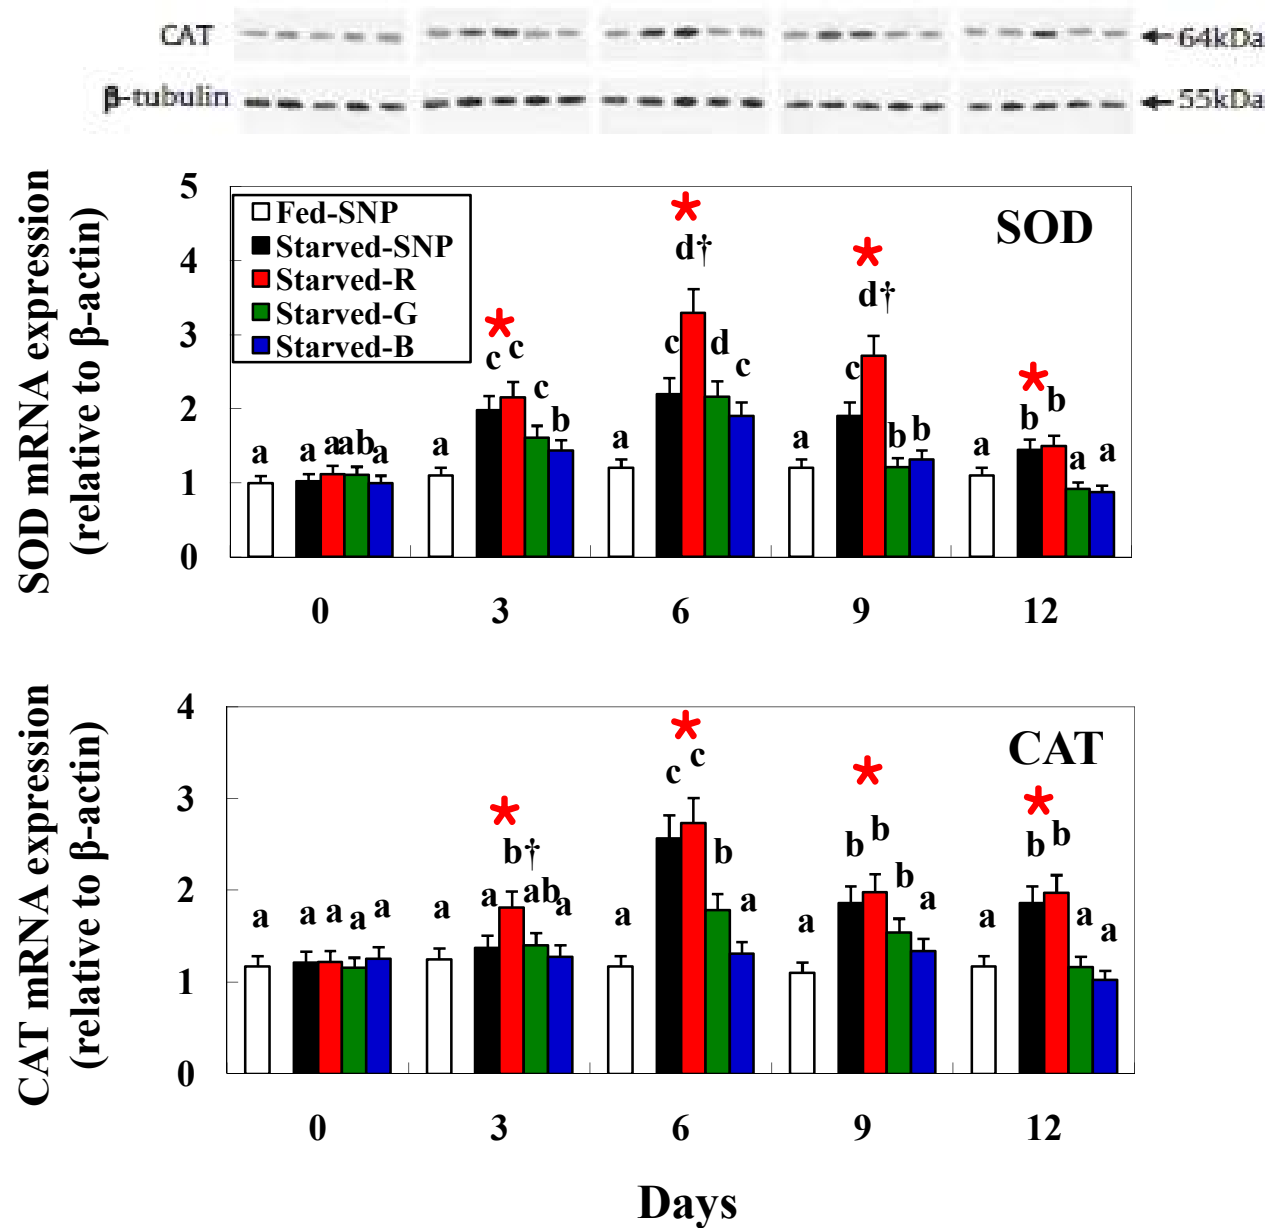 CAT
64kDa
β-tubulin
55kDa
SOD mRNA expression
(relative to β-actin)
5
4
3
2
1
0
Fed-SNP
Starved-SNP
Starved-R
Starved-G
Starved-B
SOD
a a a ab a
a c c c b
a c d† d c
a c d† b b
a b b a a
0 3 6 9 12
CAT mRNA expression
(relative to β-actin)
4
3
2
1
0
CAT
a a a a a
a a b† ab a
a c c b a
a b b b a
a b b a a
0 3 6 9 12
Days